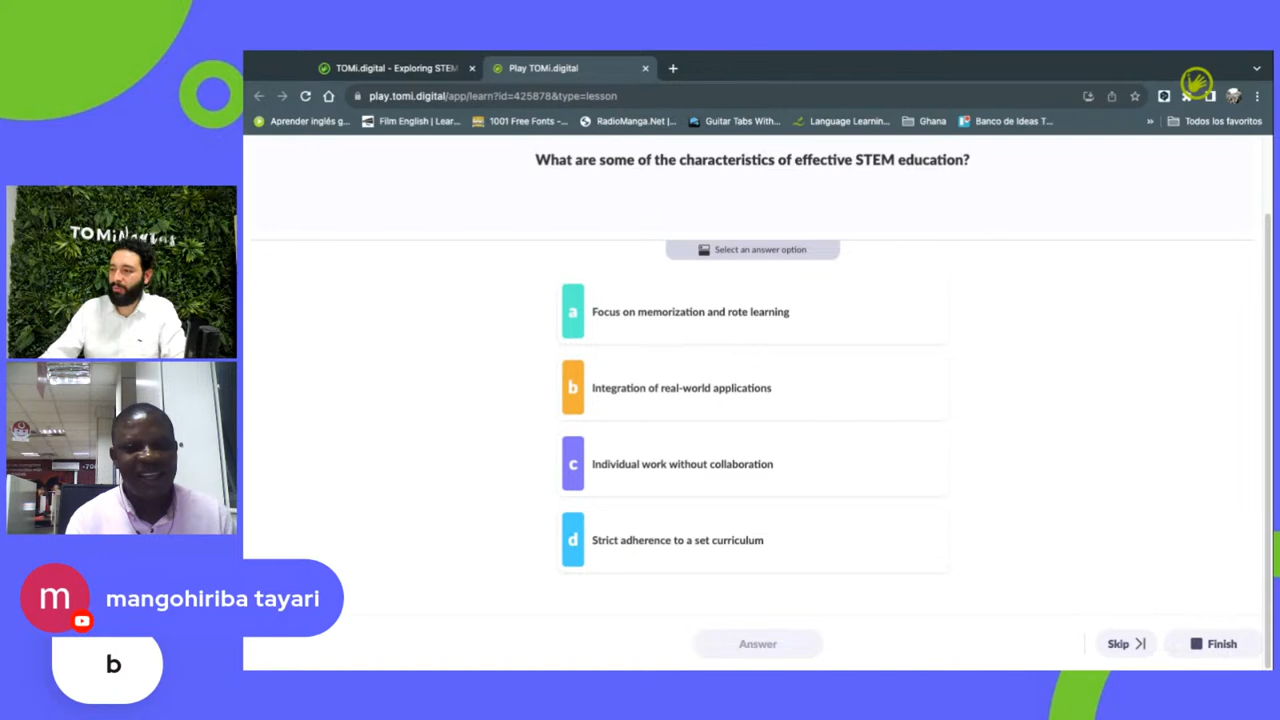 TOMi.digital - Exploring STEM
Play TOMi.digital
play.tomi.digital/app/learn?id=425878&type=lesson
Aprender inglés g...
Film English | Lear...
1001 Free Fonts -...
RadioManga.Net |...
Guitar Tabs With...
Language Learnin...
Ghana
Banco de Ideas T...
»
Todos los favoritos
What are some of the characteristics of effective STEM education?
Select an answer option
a Focus on memorization and rote learning
b Integration of real-world applications
c Individual work without collaboration
d Strict adherence to a set curriculum
Answer
Skip
Finish
m mangohiriba tayari
b